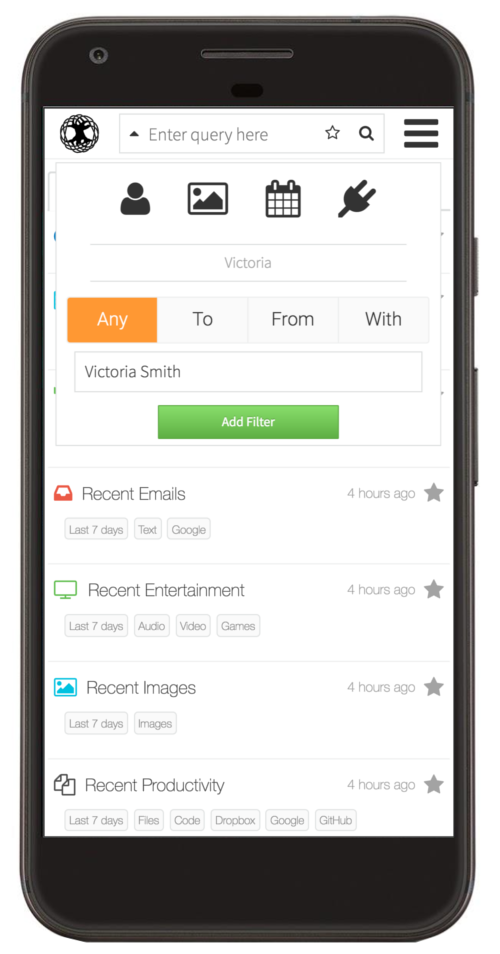 Enter query here
Victoria
Any To From With
Victoria Smith
Add Filter
Recent Emails 4 hours ago
Last 7 days Text Google
Recent Entertainment 4 hours ago
Last 7 days Audio Video Games
Recent Images 4 hours ago
Last 7 days Images
Recent Productivity 4 hours ago
Last 7 days Files Code Dropbox Google GitHub